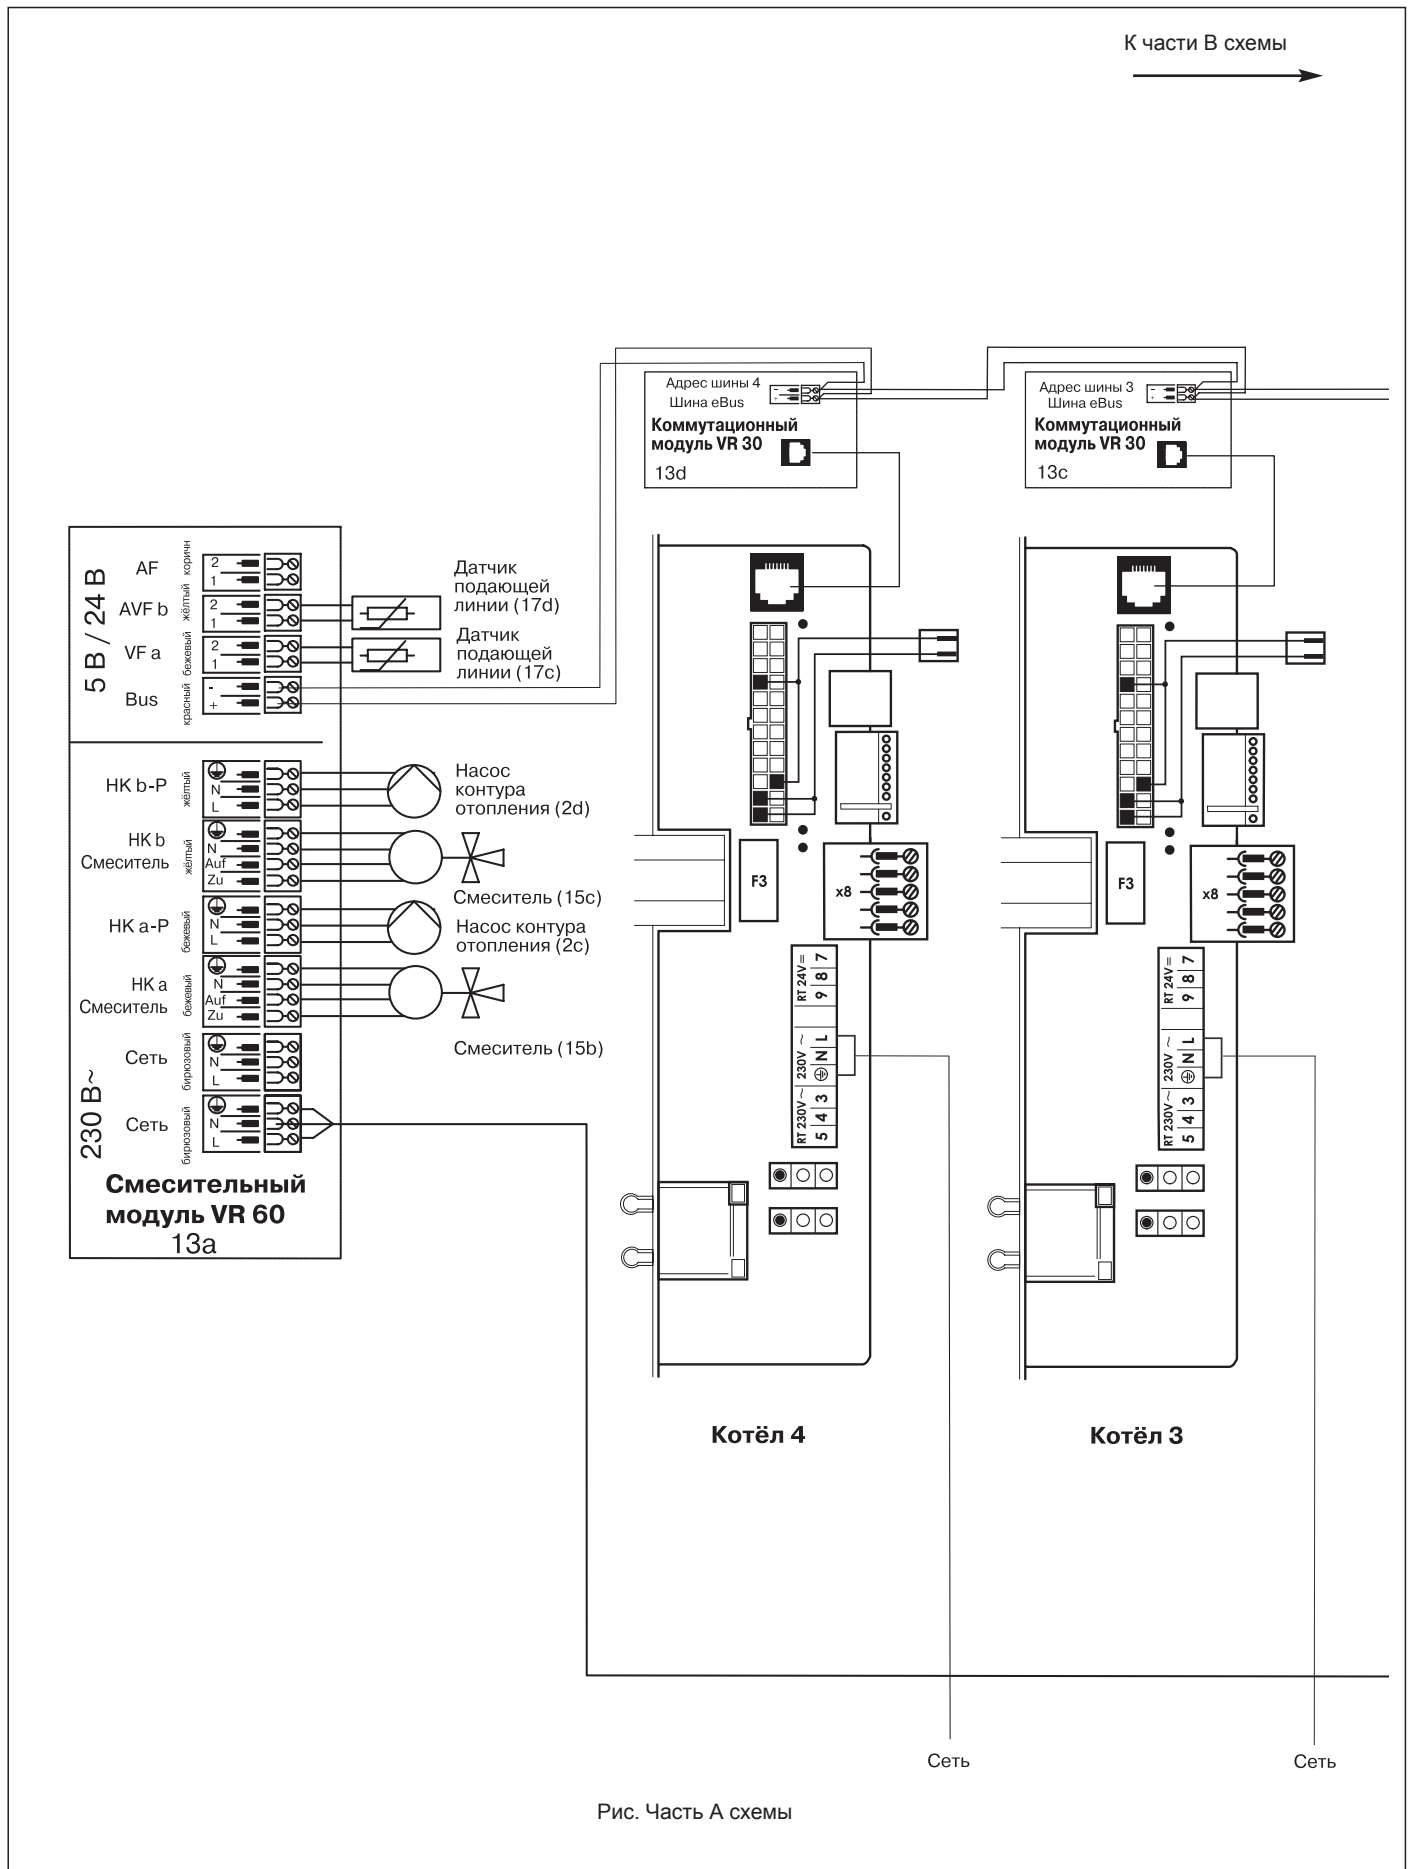 К части В схемы
Адрес шины 4
Шина eBus
-
+
Коммутационный
модуль VR 30
13d
Адрес шины 3
Шина eBus
-
+
Коммутационный
модуль VR 30
13c
5 В / 24 В
AF
коричн
2
1
AVF b
жёлтый
2
1
Датчик
подающей
линии (17d)
VF a
бежевый
2
1
Датчик
подающей
линии (17c)
Bus
красный
-
+
230 В~
HK b-P
жёлтый
N
L
Насос
контура
отопления (2d)
HK b
Смеситель
жёлтый
N
Auf
Zu
Смеситель (15c)
HK a-P
бежевый
N
L
Насос контура
отопления (2c)
HK a
Смеситель
бежевый
N
Auf
Zu
Смеситель (15b)
Сеть
бирюзовый
N
L
Сеть
бирюзовый
N
L
Смесительный
модуль VR 60
13a
F3
x8
RT 24V=
9 8 7
230V ~
N L
RT 230V~
5 4 3
Котёл 4
F3
x8
RT 24V=
9 8 7
230V ~
N L
RT 230V~
5 4 3
Котёл 3
Сеть
Сеть
Рис. Часть А схемы